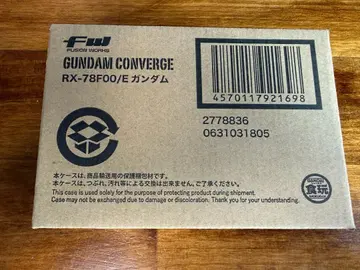 FW
FUSION WORKS
GUNDAM CONVERGE
RX-78F00/E ガンダム
4570117921698
2778836
0631031805
本ケースは、商品輸送用の保護梱包材です。
本ケースは、つぶれ、汚れ等による交換は出来ません。ご了承ください。
This case is used solely for the purpose of protecting product during shipment.
Case may not be exchanged due to damage or discoloration. Thank you for your understanding.
食玩